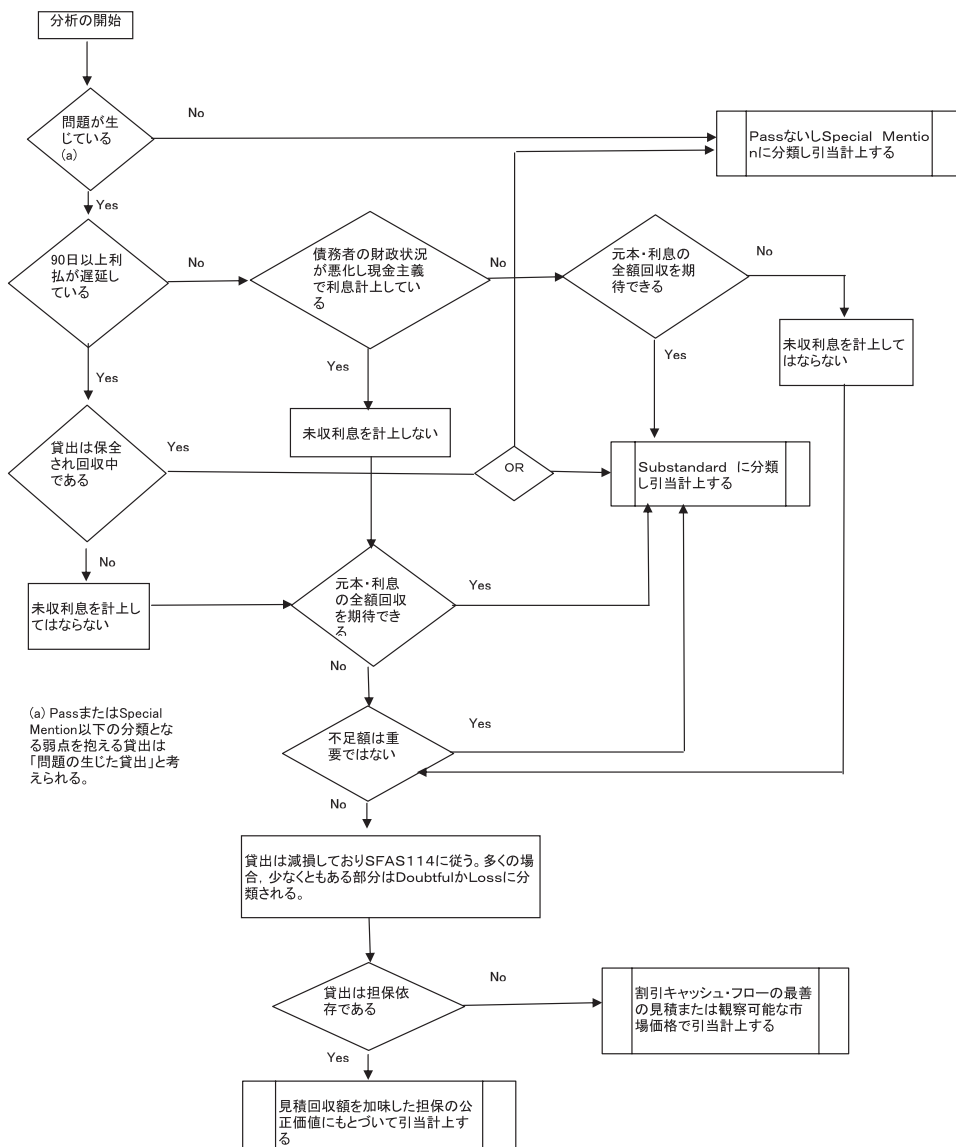 分析の開始
問題が生
じている
(a)
No
PassないしSpecial Mentio
nに分類し引当計上する
Yes
90日以上利
払が遅延し
ている
No
債務者の財政状況
が悪化し現金主義
で利息計上してい
る
No
元本・利息の
全額回収を期
待できる
No
未収利息を計上して
はならない
Yes
Yes
Yes
貸出は保全
され回収中
である
Yes
未収利息を計上しない
OR
Substandard に分類
し引当計上する
No
未収利息を計上し
てはならない
元本・利息
の全額回収
を期待でき
る
Yes
No
(a) PassまたはSpecial
Mention以下の分類とな
る弱点を抱える貸出は
「問題の生じた貸出」と考
えられる。
不足額は重
要ではない
Yes
No
貸出は減損しておりSFAS114に従う。多くの場
合，少なくともある部分はDoubtfulかLossに分
類される。
貸出は担保依
存である
No
割引キャッシュ・フローの最善
の見積または観察可能な市
場価格で引当計上する
Yes
見積回収額を加味した担保の公
正価値にもとづいて引当計上す
る